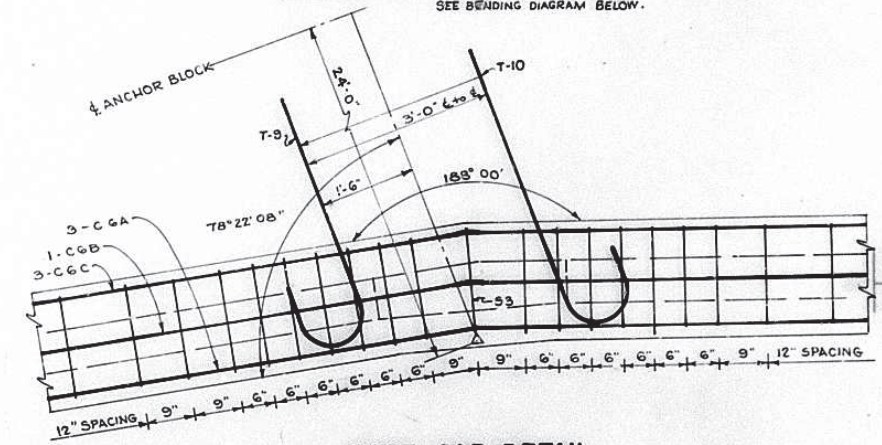 SEE BENDING DIAGRAM BELOW.
℄ ANCHOR BLOCK
24'-0"
T-10
3'-0" ℄ to ℄
T-9
1'-6"
188° 00'
78°22'08"
3-C6A
1-C6B
3-C6C
S3
12" SPACING 9" 9" 6" 6" 6" 6" 6" 6" 9" 9" 6" 6" 6" 6" 6" 6" 9" 12" SPACING